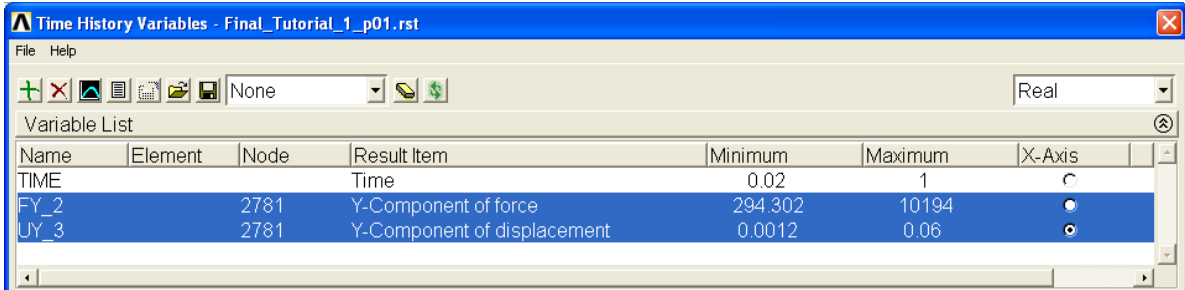 Time History Variables - Final_Tutorial_1_p01.rst
File Help
None Real
Variable List
Name Element Node Result Item Minimum Maximum X-Axis
TIME Time 0.02 1
FY_2 2781 Y-Component of force 294.302 10194
UY_3 2781 Y-Component of displacement 0.0012 0.06